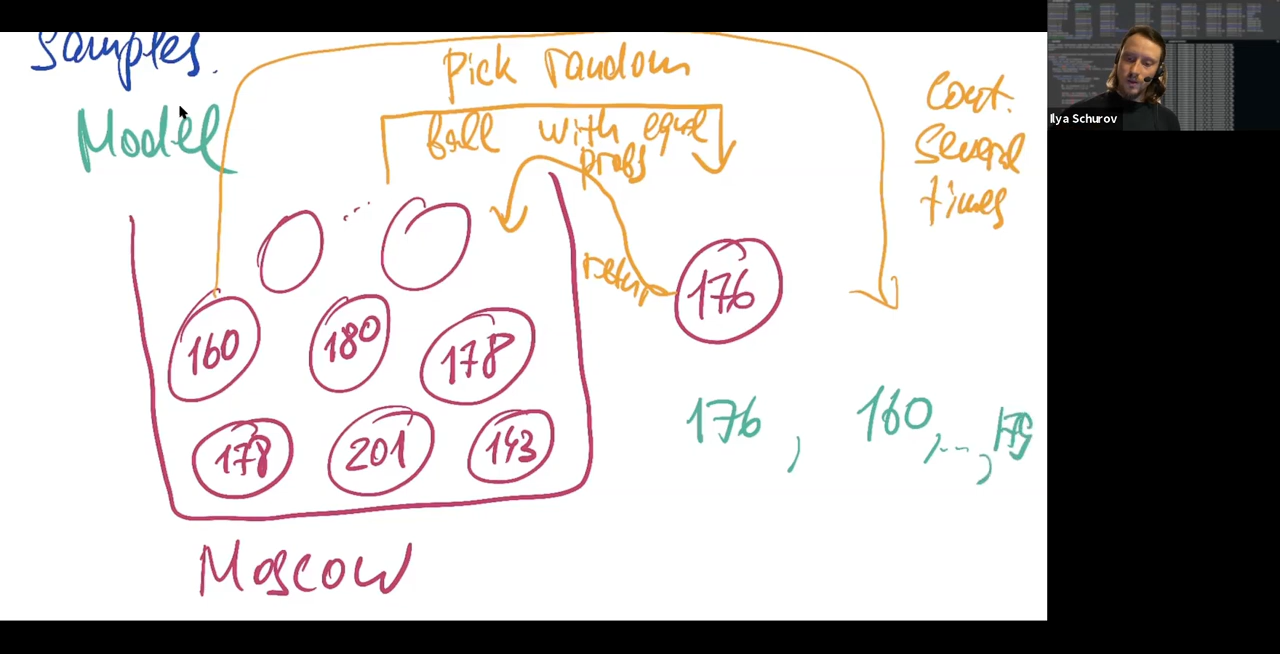 Samples.
Model
Pick random
ball with equal
probs
Cont.
several
times
return
176
160
180
178
178
201
143
176, 160, ...,
Moscow
Ilya Schurov